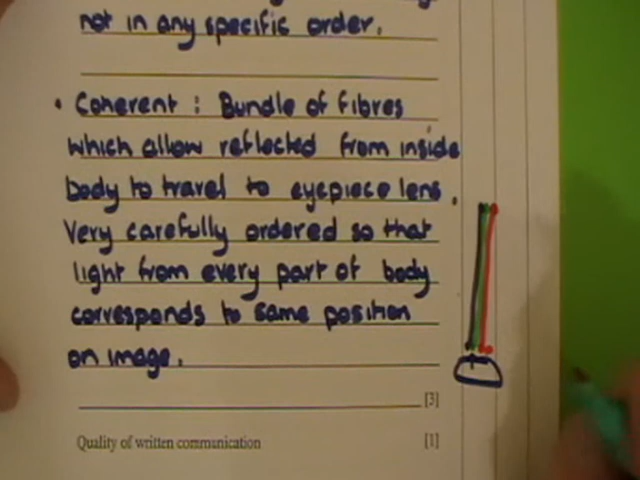 not in any specific order.
• Coherent : Bundle of fibres
which allow reflected from inside
body to travel to eyepiece lens.
Very carefully ordered so that
light from every part of body
corresponds to same position
on image.
[3]
Quality of written communication [1]